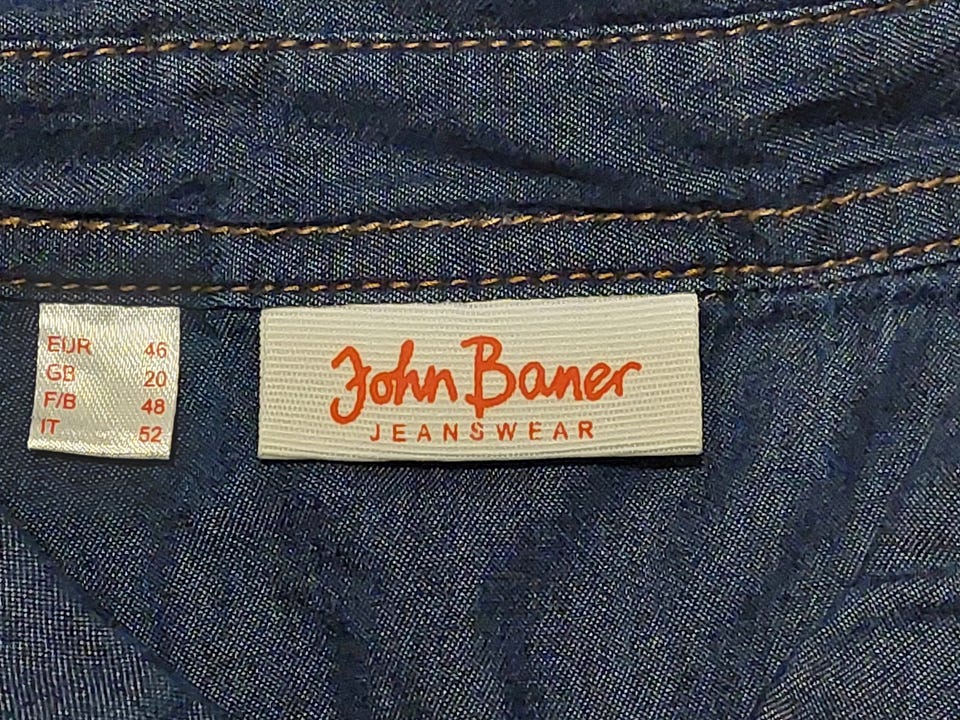 EUR 46
GB 20
F/B 48
IT 52
John Baner
JEANSWEAR